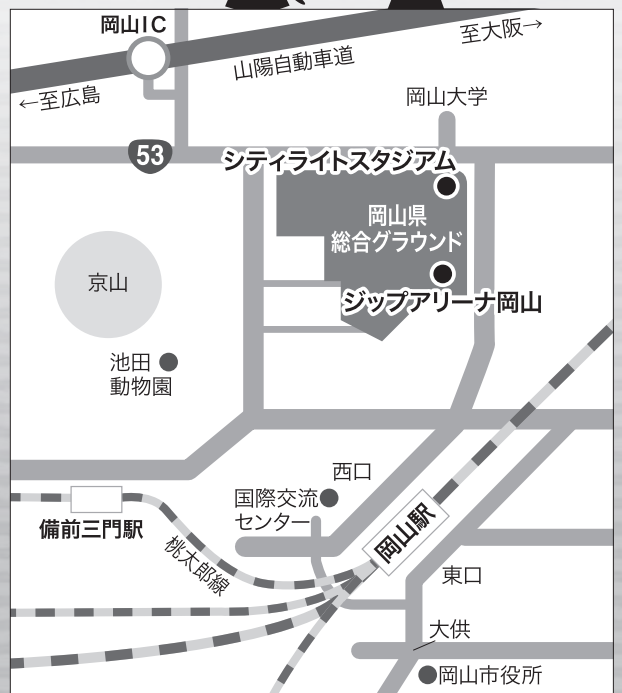 岡山IC
至大阪→
山陽自動車道
←至広島
岡山大学
53
シティライトスタジアム
岡山県
総合グラウンド
京山
ジップアリーナ岡山
池田
動物園
西口
国際交流
センター
備前三門駅
岡山駅
桃太郎線
東口
大供
岡山市役所